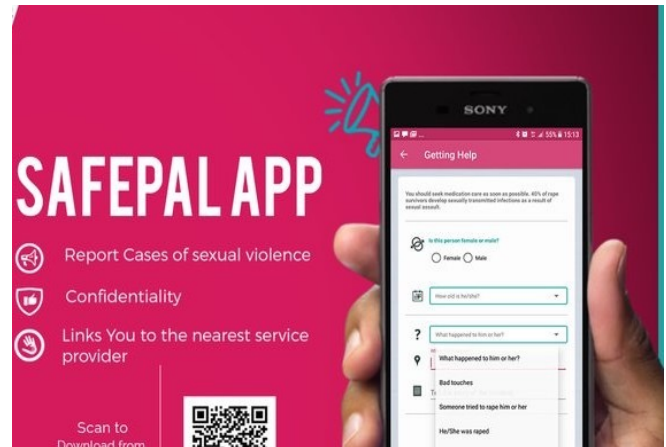 SAFEPAL APP
Report Cases of sexual violence
Confidentiality
Links You to the nearest service
provider
Scan to
Download from
SONY
55% 15:13
Getting Help
You should seek medication care as soon as possible. 40% of rape
survivors develop sexually transmitted infections as a result of
sexual assault.
Is this person female or male?
Female Male
How old is he/she?
What happened to him or her?
What happened to him or her?
Bad touches
Someone tried to rape him or her
He/She was raped